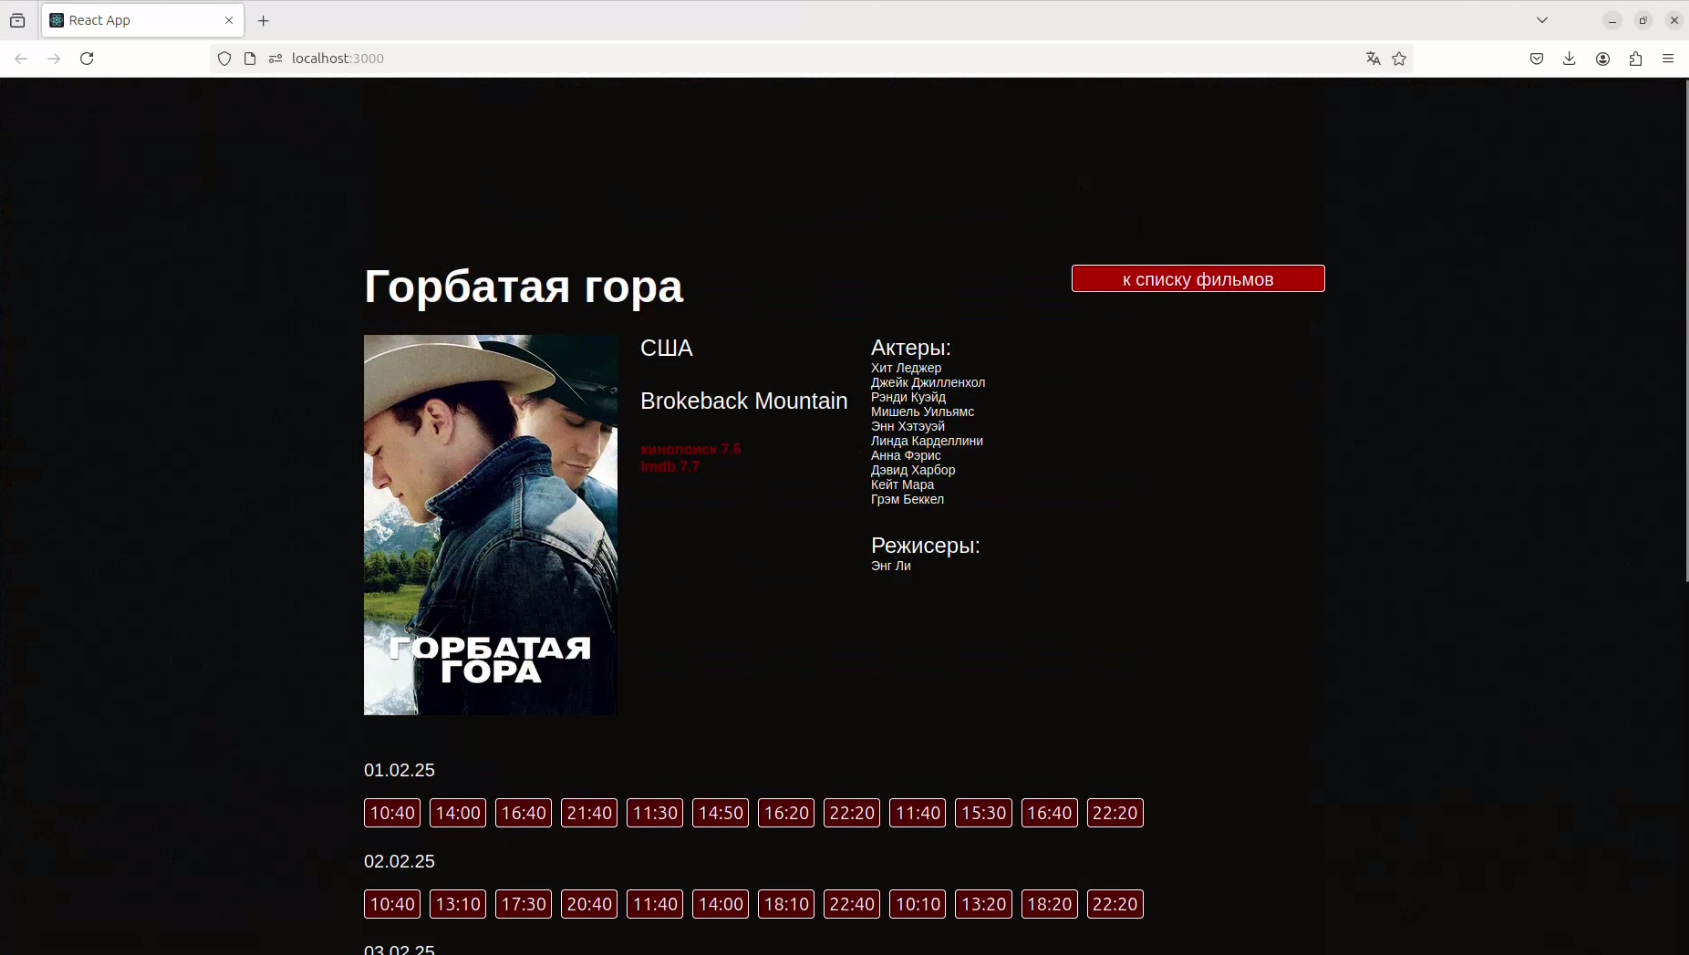 React App
localhost:3000
Горбатая гора
к списку фильмов
ГОРБАТАЯ
ГОРА
США
Brokeback Mountain
кинопоиск 7.6
imdb 7.7
Актеры:
Хит Леджер
Джейк Джилленхол
Рэнди Куэйд
Мишель Уильямс
Энн Хэтэуэй
Линда Карделлини
Анна Фэрис
Дэвид Харбор
Кейт Мара
Грэм Беккел
Режисеры:
Энг Ли
01.02.25
10:40 14:00 16:40 21:40 11:30 14:50 16:20 22:20 11:40 15:30 16:40 22:20
02.02.25
10:40 13:10 17:30 20:40 11:40 14:00 18:10 22:40 10:10 13:20 18:20 22:20
03.02.25